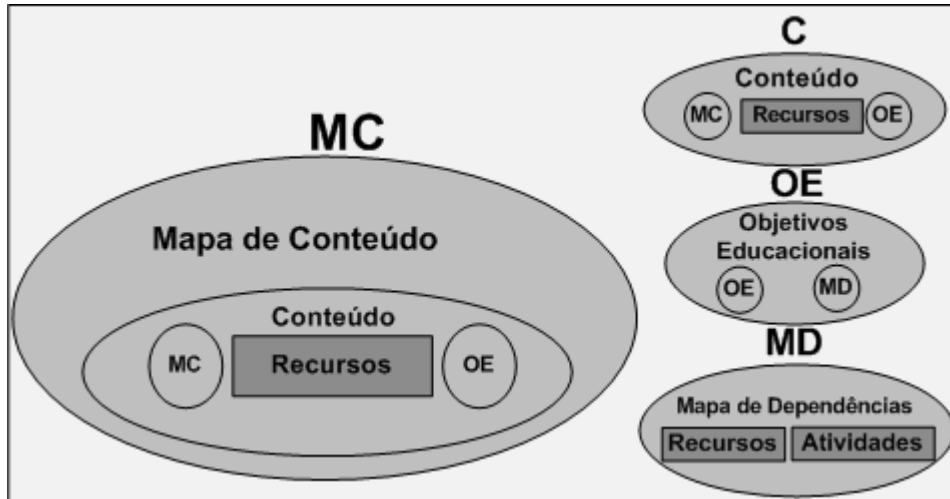 MC
Mapa de Conteúdo
Conteúdo
MC
Recursos
OE
C
Conteúdo
MC
Recursos
OE
OE
Objetivos
Educacionais
OE
MD
MD
Mapa de Dependências
Recursos
Atividades